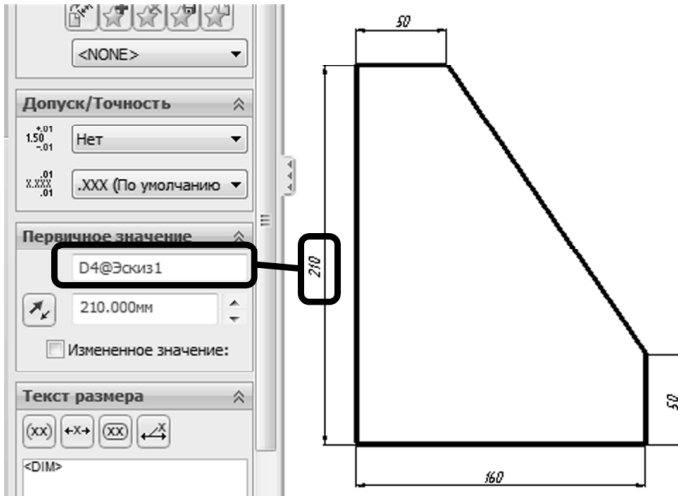 <NONE>
Допуск/Точность
1.50 +.01 -.01
Нет
X.XXX .01 .01
.XXX (По умолчанию
Первичное значение
D4@Эскиз1
210.000мм
Измененное значение:
Текст размера
(xx)
X
(xx)
X
<DIM>
50
210
50
160